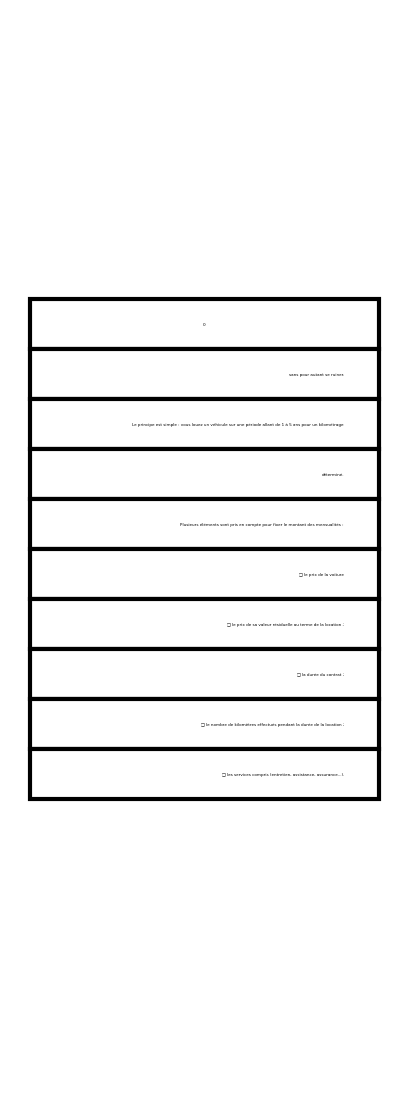 0
sans pour autant se ruiner.
Le principe est simple : vous louez un véhicule sur une période allant de 1 à 5 ans pour un kilométrage
déterminé.
Plusieurs éléments sont pris en compte pour fixer le montant des mensualités :
□ le prix de la voiture
□ le prix de sa valeur résiduelle au terme de la location ;
□ la durée du contrat ;
□ le nombre de kilomètres effectués pendant la durée de la location ;
□ les services compris (entretien, assistance, assurance...).